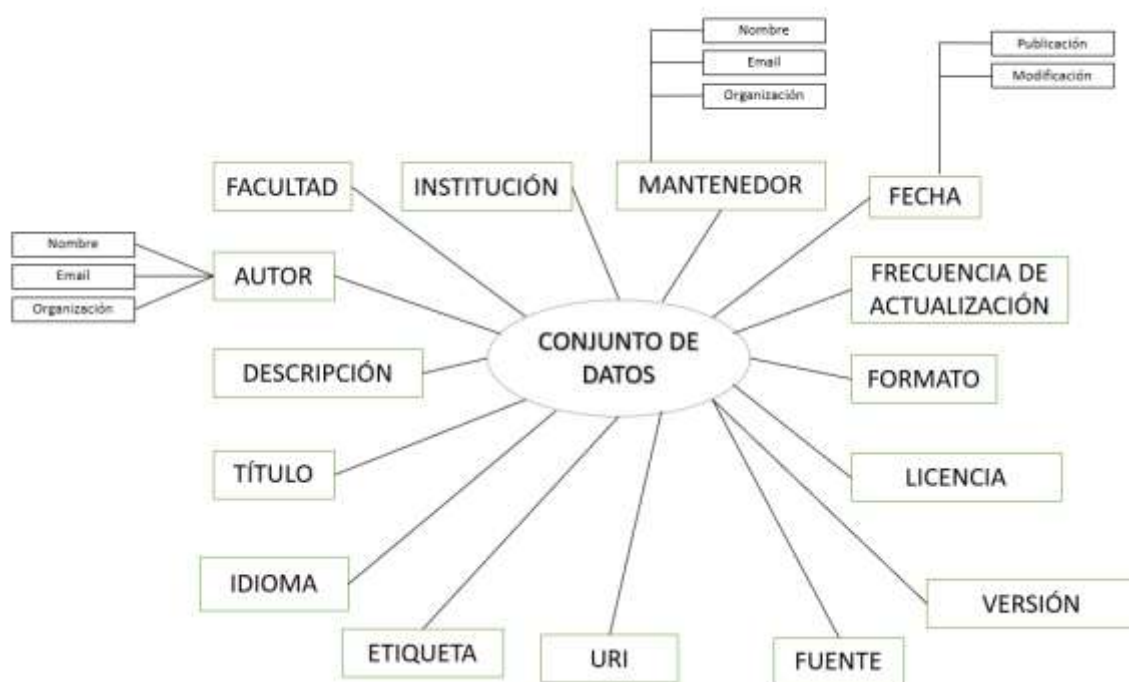 Nombre
Email
Organización
Publicación
Modificación
FACULTAD
INSTITUCIÓN
MANTENEDOR
FECHA
Nombre
Email
Organización
AUTOR
FRECUENCIA DE
ACTUALIZACIÓN
CONJUNTO DE
DATOS
DESCRIPCIÓN
FORMATO
TÍTULO
LICENCIA
IDIOMA
VERSIÓN
ETIQUETA
URI
FUENTE